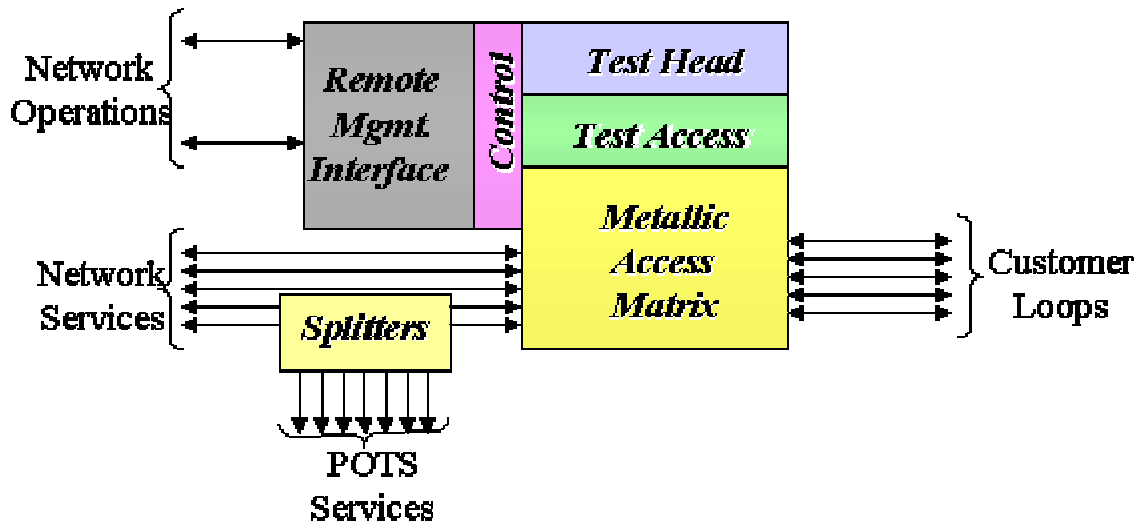 Network
Operations
Remote
Mgmt.
Interface
Control
Test Head
Test Access
Metallic
Access
Matrix
Network
Services
Splitters
Customer
Loops
POTS
Services